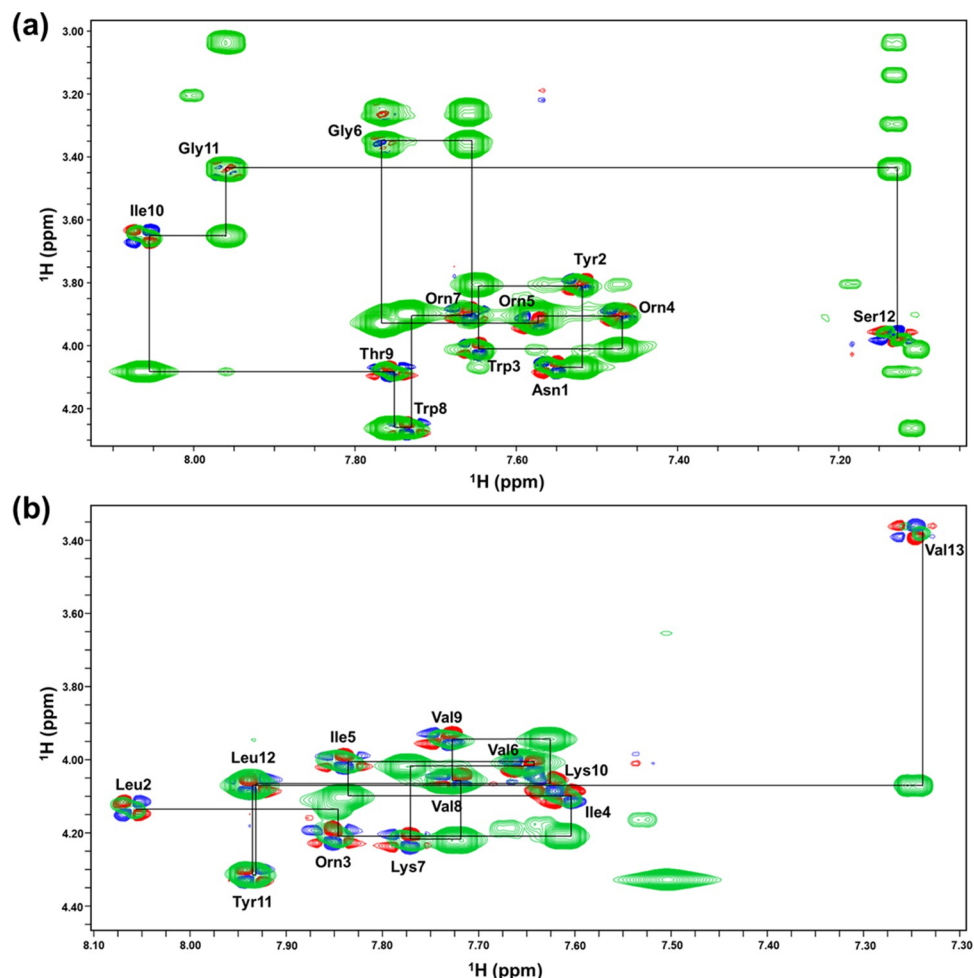 (a)
3.00
3.20
3.40
3.60
3.80
4.00
4.20
¹H (ppm)
Gly6
Gly11
Ile10
Tyr2
Orn7
Orn5
Orn4
Ser12
Thr9
Trp3
Asn1
Trp8
8.00
7.80
7.60
7.40
7.20
¹H (ppm)
(b)
3.40
3.60
3.80
4.00
4.20
4.40
¹H (ppm)
Val13
Val9
Ile5
Val6
Leu12
Lys10
Leu2
Val8
Ile4
Orn3
Lys7
Tyr11
8.10
8.00
7.90
7.80
7.70
7.60
7.50
7.40
7.30
¹H (ppm)